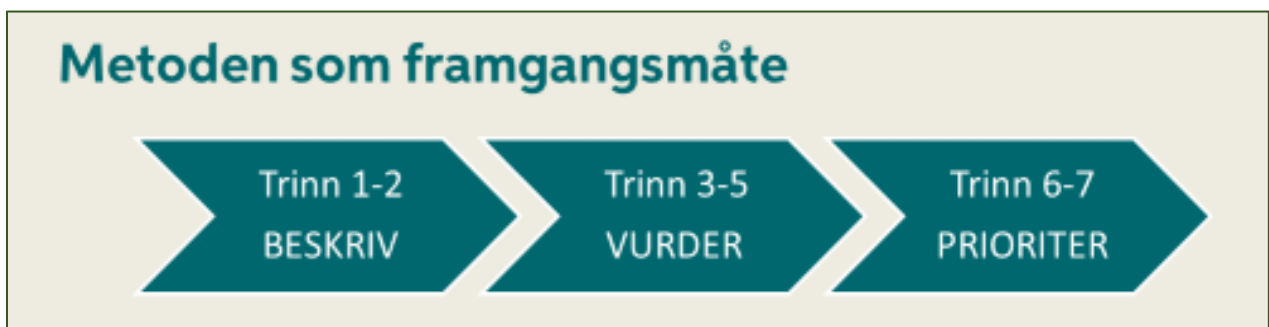 Metoden som framgangsmåte
Trinn 1-2
BESKRIV
Trinn 3-5
VURDER
Trinn 6-7
PRIORITER